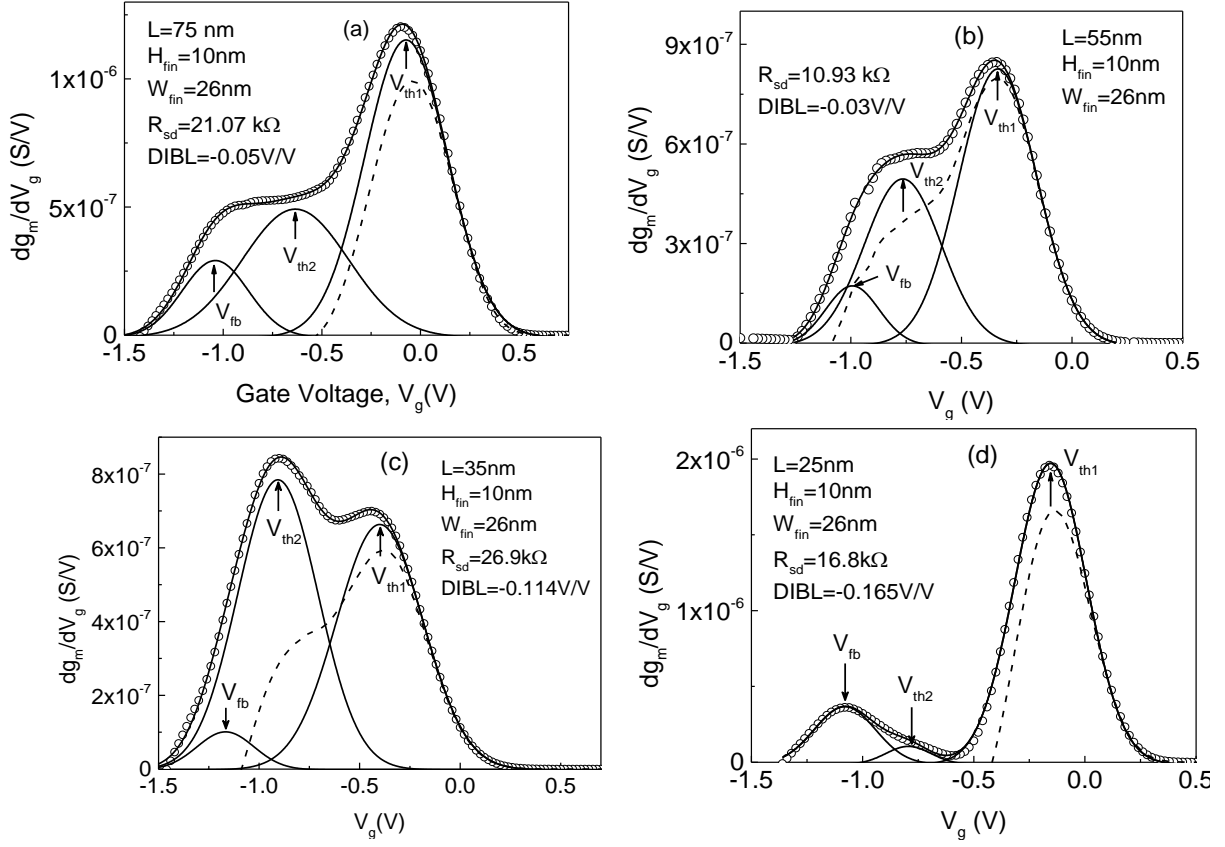 (a)
L=75 nm
H_fin=10nm
W_fin=26nm
R_sd=21.07 kΩ
DIBL=-0.05V/V
V_th1
V_th2
V_fb
1x10^-6
5x10^-7
0
dg_m/dV_g (S/V)
-1.5 -1.0 -0.5 0.0 0.5
Gate Voltage, V_g(V)
(b)
L=55nm
H_fin=10nm
W_fin=26nm
R_sd=10.93 kΩ
DIBL=-0.03V/V
V_th1
V_th2
V_fb
9x10^-7
6x10^-7
3x10^-7
0
dg_m/dV_g (S/V)
-1.5 -1.0 -0.5 0.0 0.5
V_g (V)
(c)
L=35nm
H_fin=10nm
W_fin=26nm
R_sd=26.9kΩ
DIBL=-0.114V/V
V_th2
V_th1
V_fb
8x10^-7
6x10^-7
4x10^-7
2x10^-7
0
dg_m/dV_g (S/V)
-1.5 -1.0 -0.5 0.0 0.5
V_g(V)
(d)
L=25nm
H_fin=10nm
W_fin=26nm
R_sd=16.8kΩ
DIBL=-0.165V/V
V_th1
V_fb
V_th2
2x10^-6
1x10^-6
0
dg_m/dV_g (S/V)
-1.5 -1.0 -0.5 0.0 0.5
V_g (V)